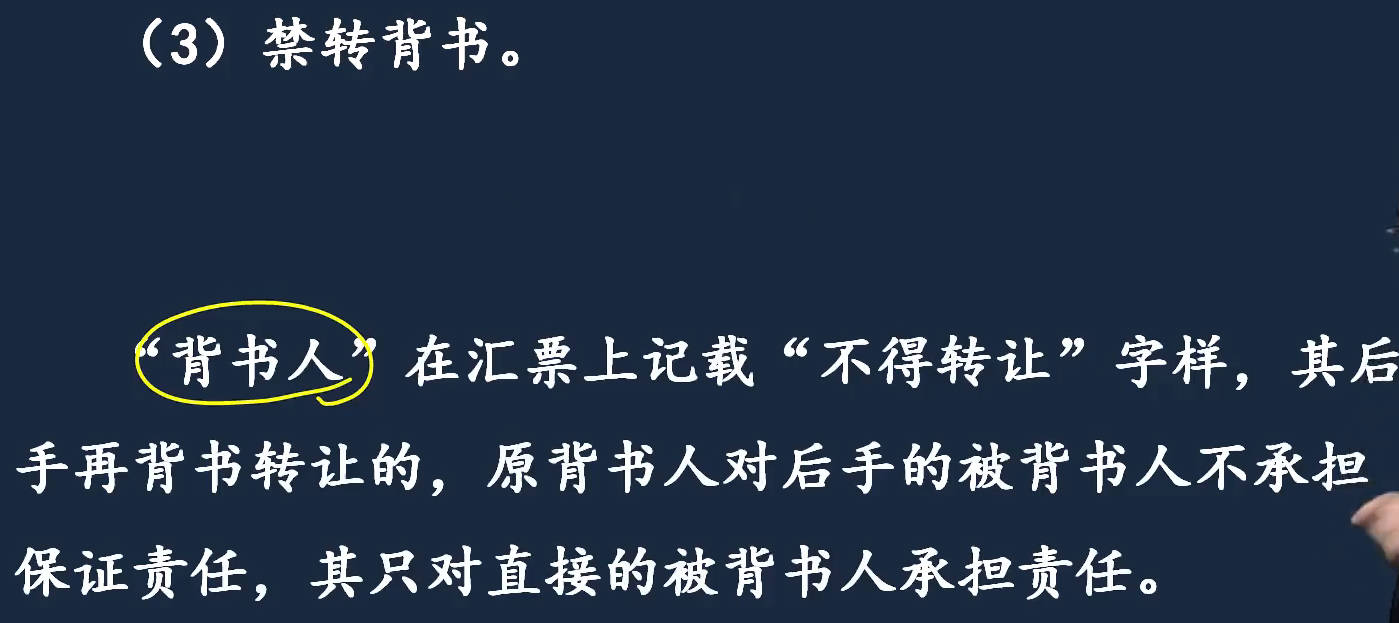 （3）禁转背书。
“背书人”在汇票上记载“不得转让”字样，其后
手再背书转让的，原背书人对后手的被背书人不承担
保证责任，其只对直接的被背书人承担责任。